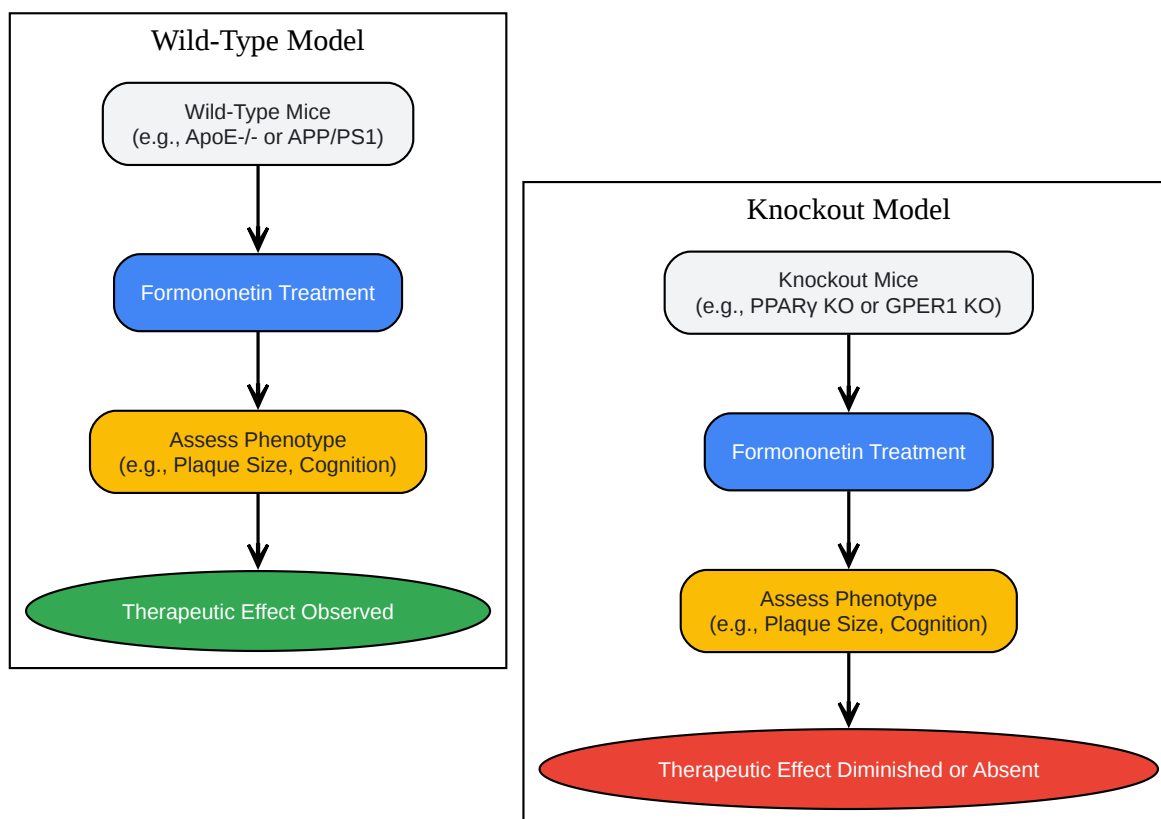 Wild-Type Model
Wild-Type Mice
(e.g., ApoE-/- or APP/PS1)
Formononetin Treatment
Assess Phenotype
(e.g., Plaque Size, Cognition)
Therapeutic Effect Observed
Knockout Model
Knockout Mice
(e.g., PPARγ KO or GPER1 KO)
Formononetin Treatment
Assess Phenotype
(e.g., Plaque Size, Cognition)
Therapeutic Effect Diminished or Absent